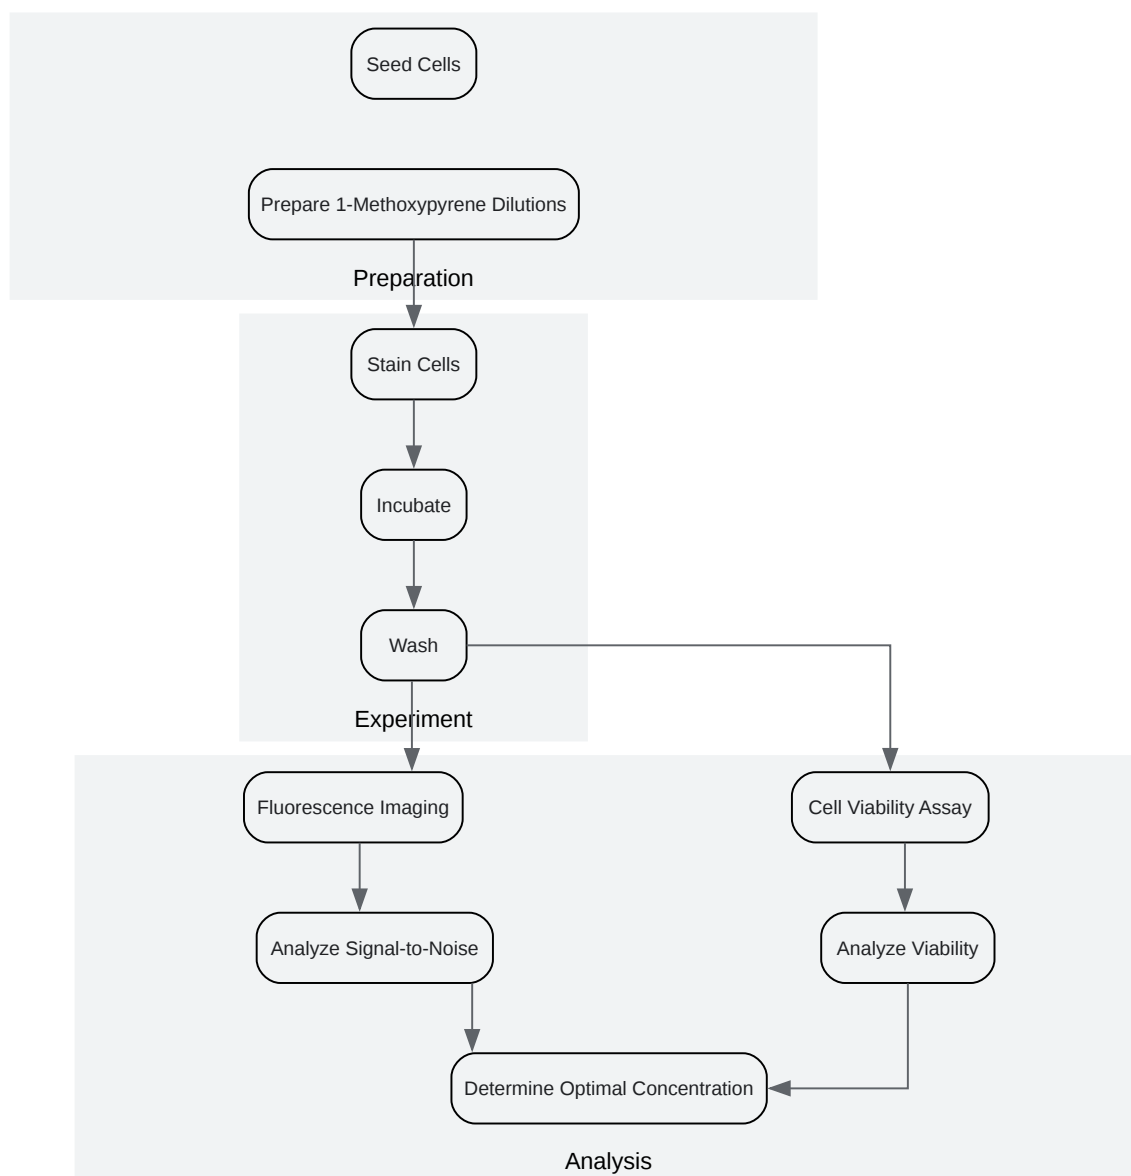 Seed Cells
Prepare 1-Methoxypyrene Dilutions
Preparation
Stain Cells
Incubate
Wash
Experiment
Fluorescence Imaging
Cell Viability Assay
Analyze Signal-to-Noise
Analyze Viability
Determine Optimal Concentration
Analysis